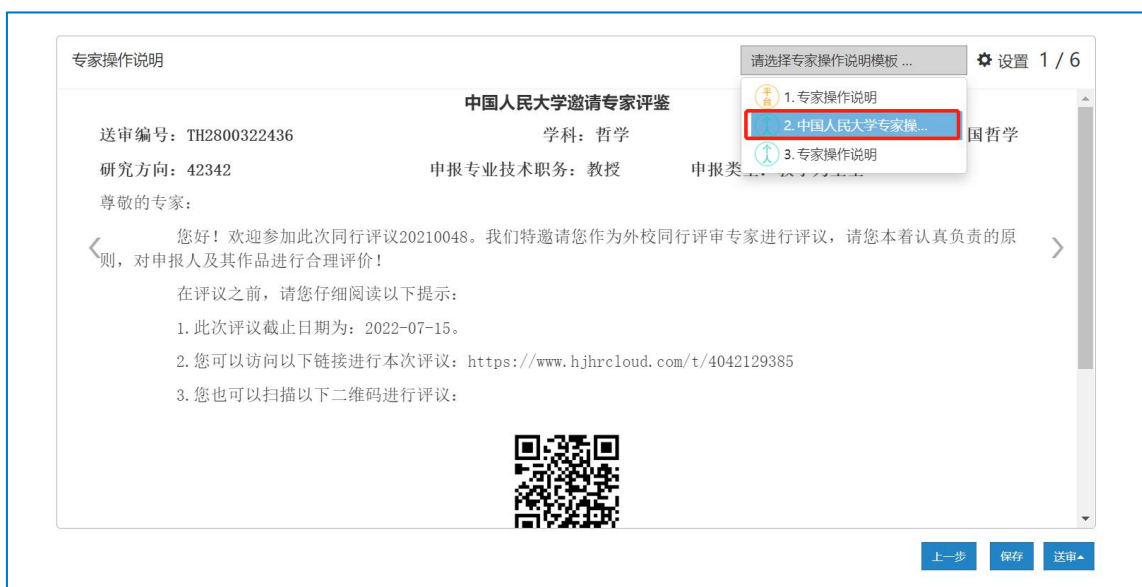 专家操作说明
请选择专家操作说明模板 ...
设置 1 / 6
中国人民大学邀请专家评鉴
平台 1.专家操作说明
送审编号：TH2800322436
学科：哲学
个人 2.中国人民大学专家操...
国哲学
研究方向：42342
申报专业技术职务：教授
申报类
个人 3.专家操作说明
尊敬的专家：
您好！欢迎参加此次同行评议20210048。我们特邀请您作为外校同行评审专家进行评议，请您本着认真负责的原
则，对申报人及其作品进行合理评价！
在评议之前，请您仔细阅读以下提示：
1.此次评议截止日期为：2022-07-15。
2.您可以访问以下链接进行本次评议：https://www.hjhrcloud.com/t/4042129385
3.您也可以扫描以下二维码进行评议：
上一步
保存
送审